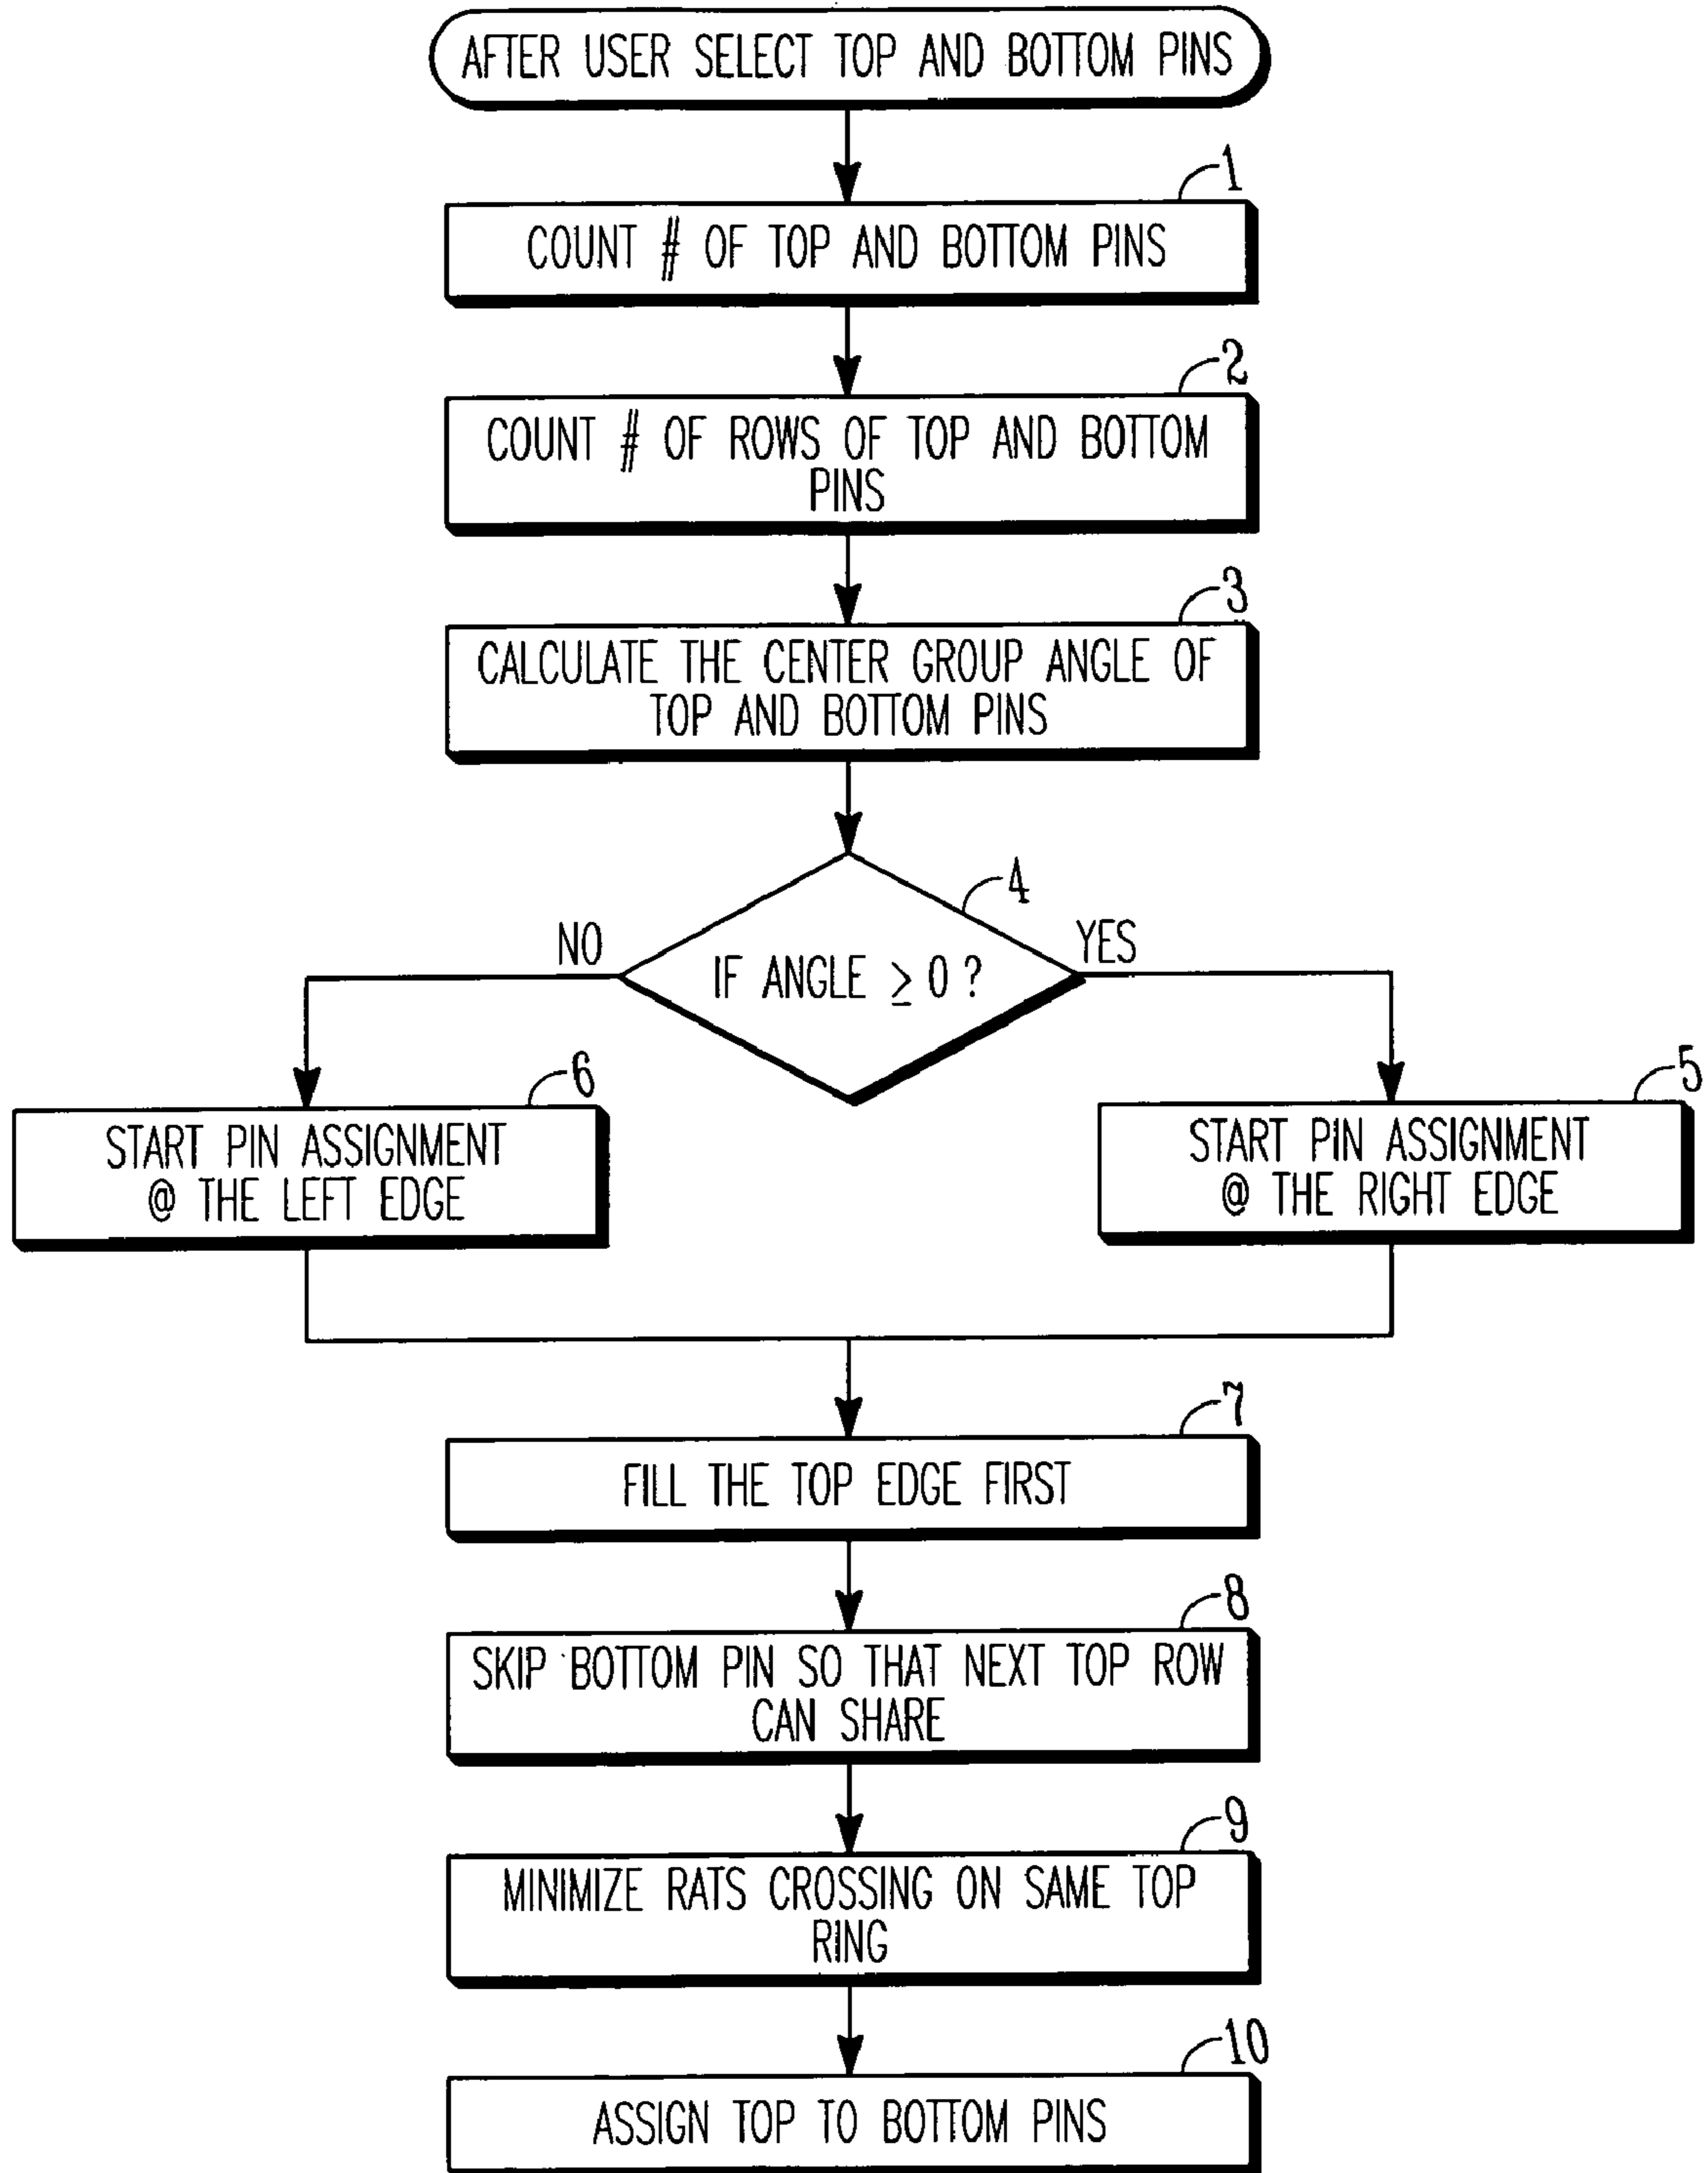 AFTER USER SELECT TOP AND BOTTOM PINS
1
COUNT # OF TOP AND BOTTOM PINS
2
COUNT # OF ROWS OF TOP AND BOTTOM
PINS
3
CALCULATE THE CENTER GROUP ANGLE OF
TOP AND BOTTOM PINS
4
NO
YES
IF ANGLE ≥ 0 ?
6
START PIN ASSIGNMENT
@ THE LEFT EDGE
5
START PIN ASSIGNMENT
@ THE RIGHT EDGE
7
FILL THE TOP EDGE FIRST
8
SKIP BOTTOM PIN SO THAT NEXT TOP ROW
CAN SHARE
9
MINIMIZE RATS CROSSING ON SAME TOP
RING
10
ASSIGN TOP TO BOTTOM PINS